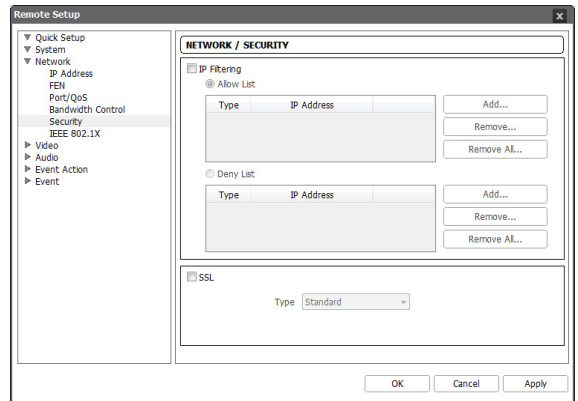 Remote Setup
x
Quick Setup
System
Network
IP Address
FEN
Port/QoS
Bandwidth Control
Security
IEEE 802.1X
Video
Audio
Event Action
Event
NETWORK / SECURITY
IP Filtering
Allow List
Type IP Address
Add...
Remove...
Remove All...
Deny List
Type IP Address
Add...
Remove...
Remove All...
SSL
Type Standard
OK Cancel Apply